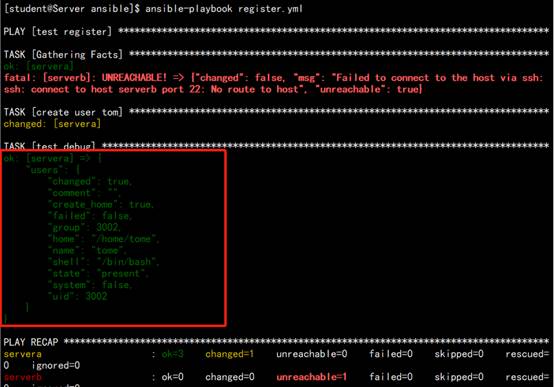 [student@Server ansible]$ ansible-playbook register.yml
PLAY [test register] ******************************************************************
TASK [Gathering Facts] ****************************************************************
ok: [servera]
fatal: [serverb]: UNREACHABLE! => {"changed": false, "msg": "Failed to connect to the host via ssh:
ssh: connect to host serverb port 22: No route to host", "unreachable": true}
TASK [create user tom] ****************************************************************
changed: [servera]
TASK [test debug] *********************************************************************
ok: [servera] => {
"users": {
"changed": true,
"comment": "",
"create_home": true,
"failed": false,
"group": 3002,
"home": "/home/tome",
"name": "tome",
"shell": "/bin/bash",
"state": "present",
"system": false,
"uid": 3002
}
}
PLAY RECAP ****************************************************************************
servera : ok=3 changed=1 unreachable=0 failed=0 skipped=0 rescued=
0 ignored=0
serverb : ok=0 changed=0 unreachable=1 failed=0 skipped=0 rescued=
0 ignored=0